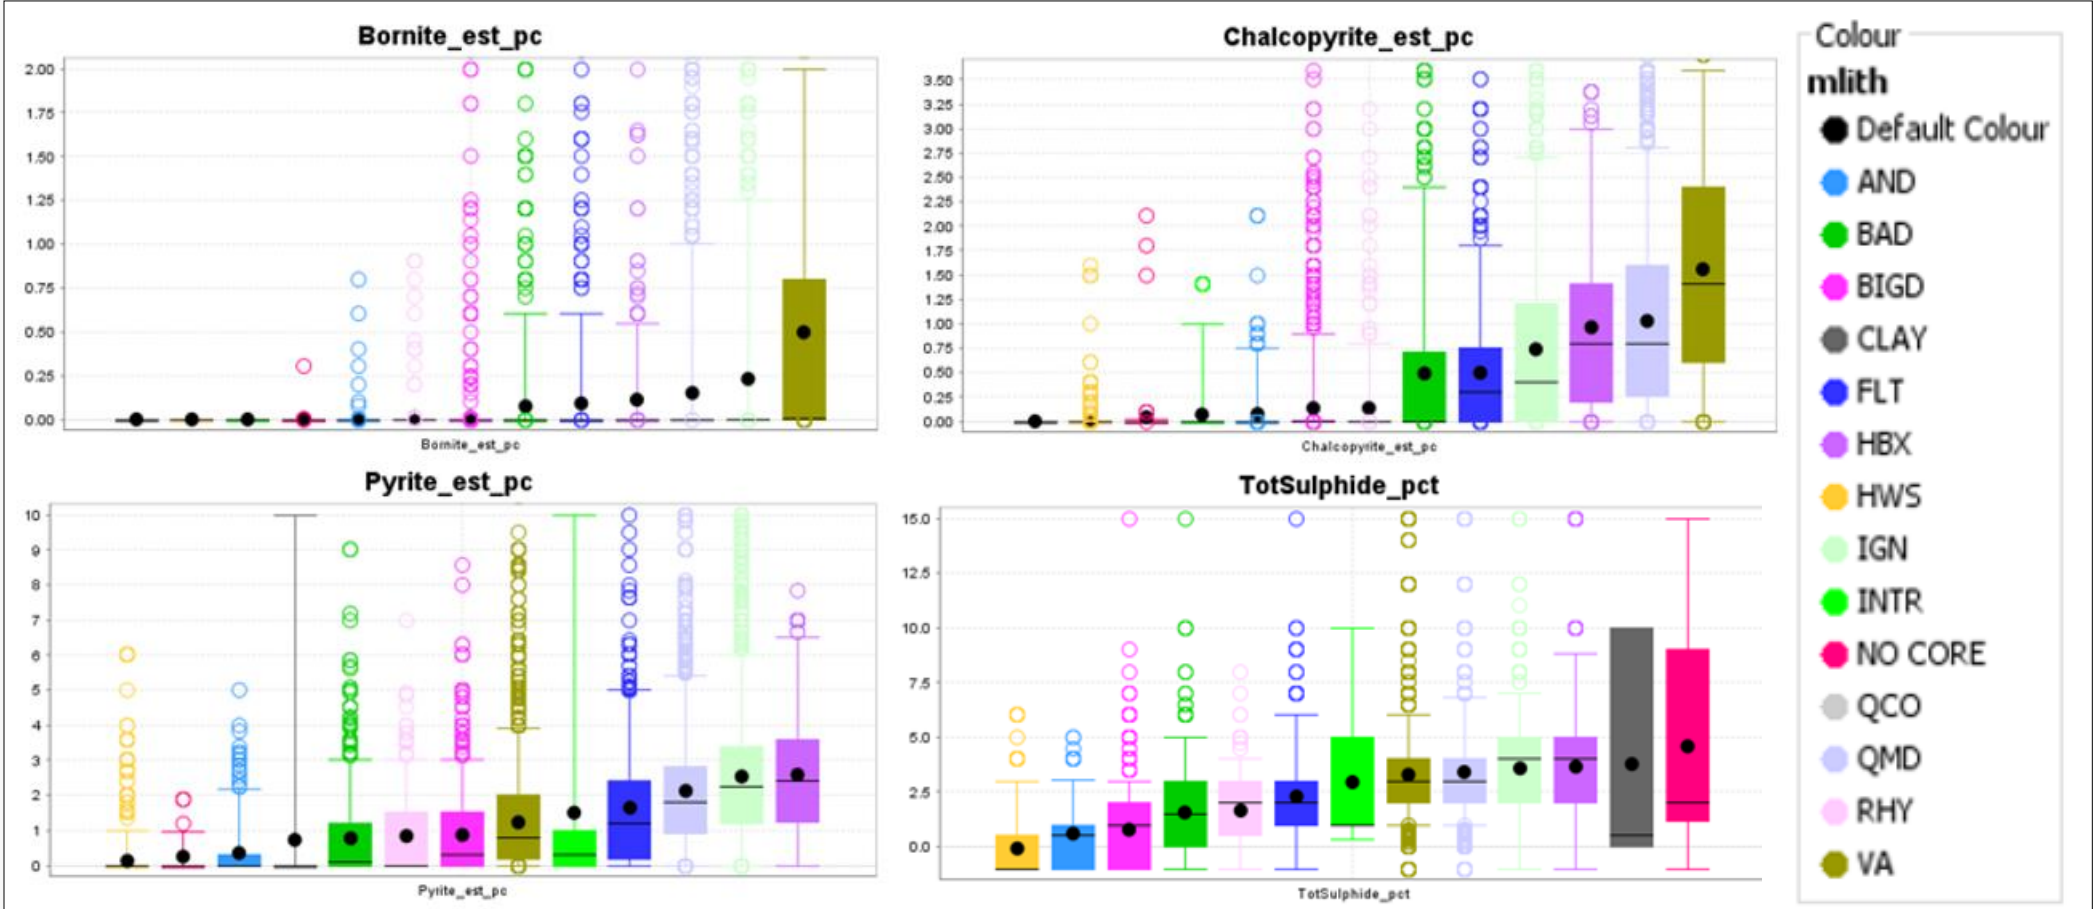 Bornite_est_pc
2.00
1.75
1.50
1.25
1.00
0.75
0.50
0.25
0.00
Bornite_est_pc
Chalcopyrite_est_pc
3.50
3.25
3.00
2.75
2.50
2.25
2.00
1.75
1.50
1.25
1.00
0.75
0.50
0.25
0.00
Chalcopyrite_est_pc
Pyrite_est_pc
10
9
8
7
6
5
4
3
2
1
0
Pyrite_est_pc
TotSulphide_pct
15.0
12.5
10.0
7.5
5.0
2.5
0.0
TotSulphide_pct
Colour
mlith
Default Colour
AND
BAD
BIGD
CLAY
FLT
HBX
HWS
IGN
INTR
NO CORE
QCO
QMD
RHY
VA